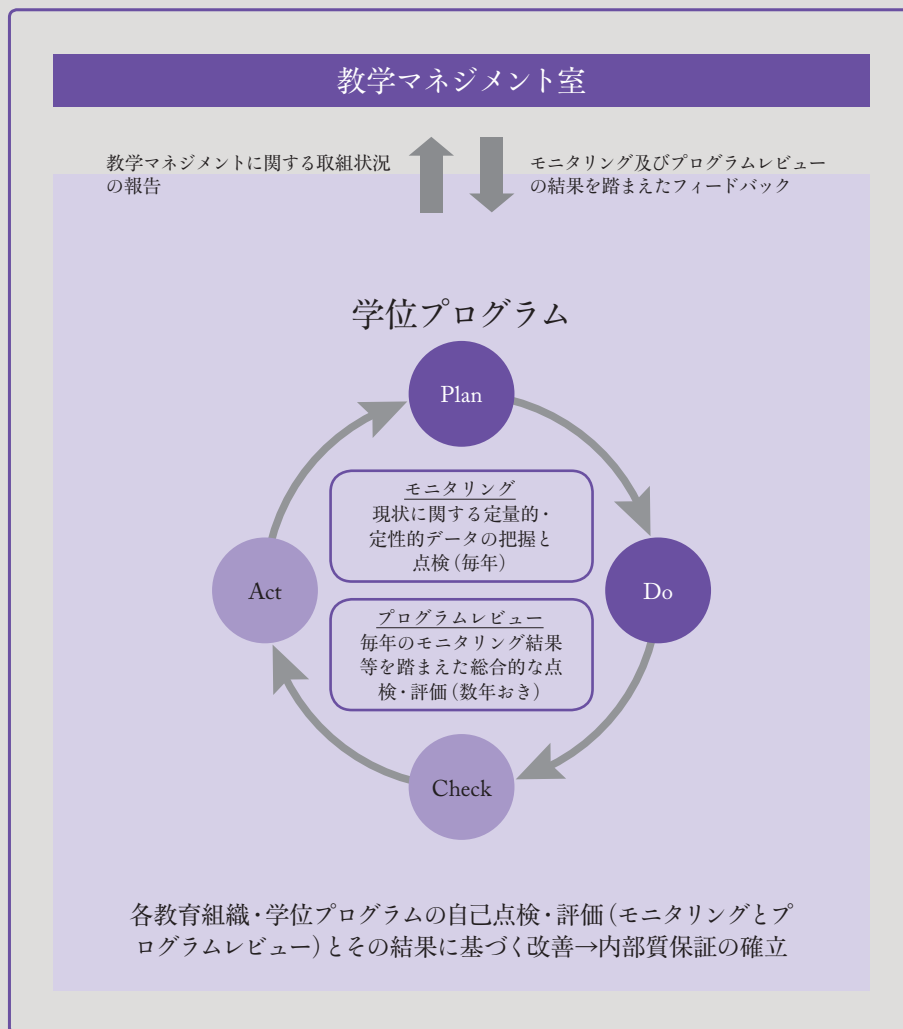 教学マネジメント室
教学マネジメントに関する取組状況
の報告
モニタリング及びプログラムレビュー
の結果を踏まえたフィードバック
学位プログラム
Plan
モニタリング
現状に関する定量的・
定性的データの把握と
点検(毎年)
Act
Do
プログラムレビュー
毎年のモニタリング結果
等を踏まえた総合的な点
検・評価(数年おき)
Check
各教育組織・学位プログラムの自己点検・評価(モニタリングとプ
ログラムレビュー)とその結果に基づく改善→内部質保証の確立